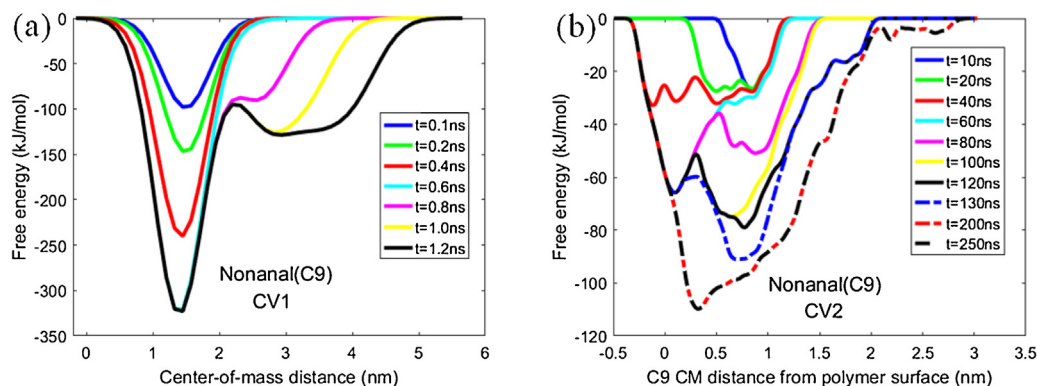 (a)
Free energy (kJ/mol)
0
-50
-100
-150
-200
-250
-300
350
0 1 2 3 4 5 6
Center-of-mass distance (nm)
t=0.1ns
t=0.2ns
t=0.4ns
t=0.6ns
t=0.8ns
t=1.0ns
t=1.2ns
Nonanal(C9)
CV1
(b)
Free energy (kJ/mol)
0
-20
-40
-60
-80
-100
-120
-0.5 0 0.5 1 1.5 2 2.5 3 3.5
C9 CM distance from polymer surface (nm)
t=10ns
t=20ns
t=40ns
t=60ns
t=80ns
t=100ns
t=120ns
t=130ns
t=200ns
t=250ns
Nonanal(C9)
CV2